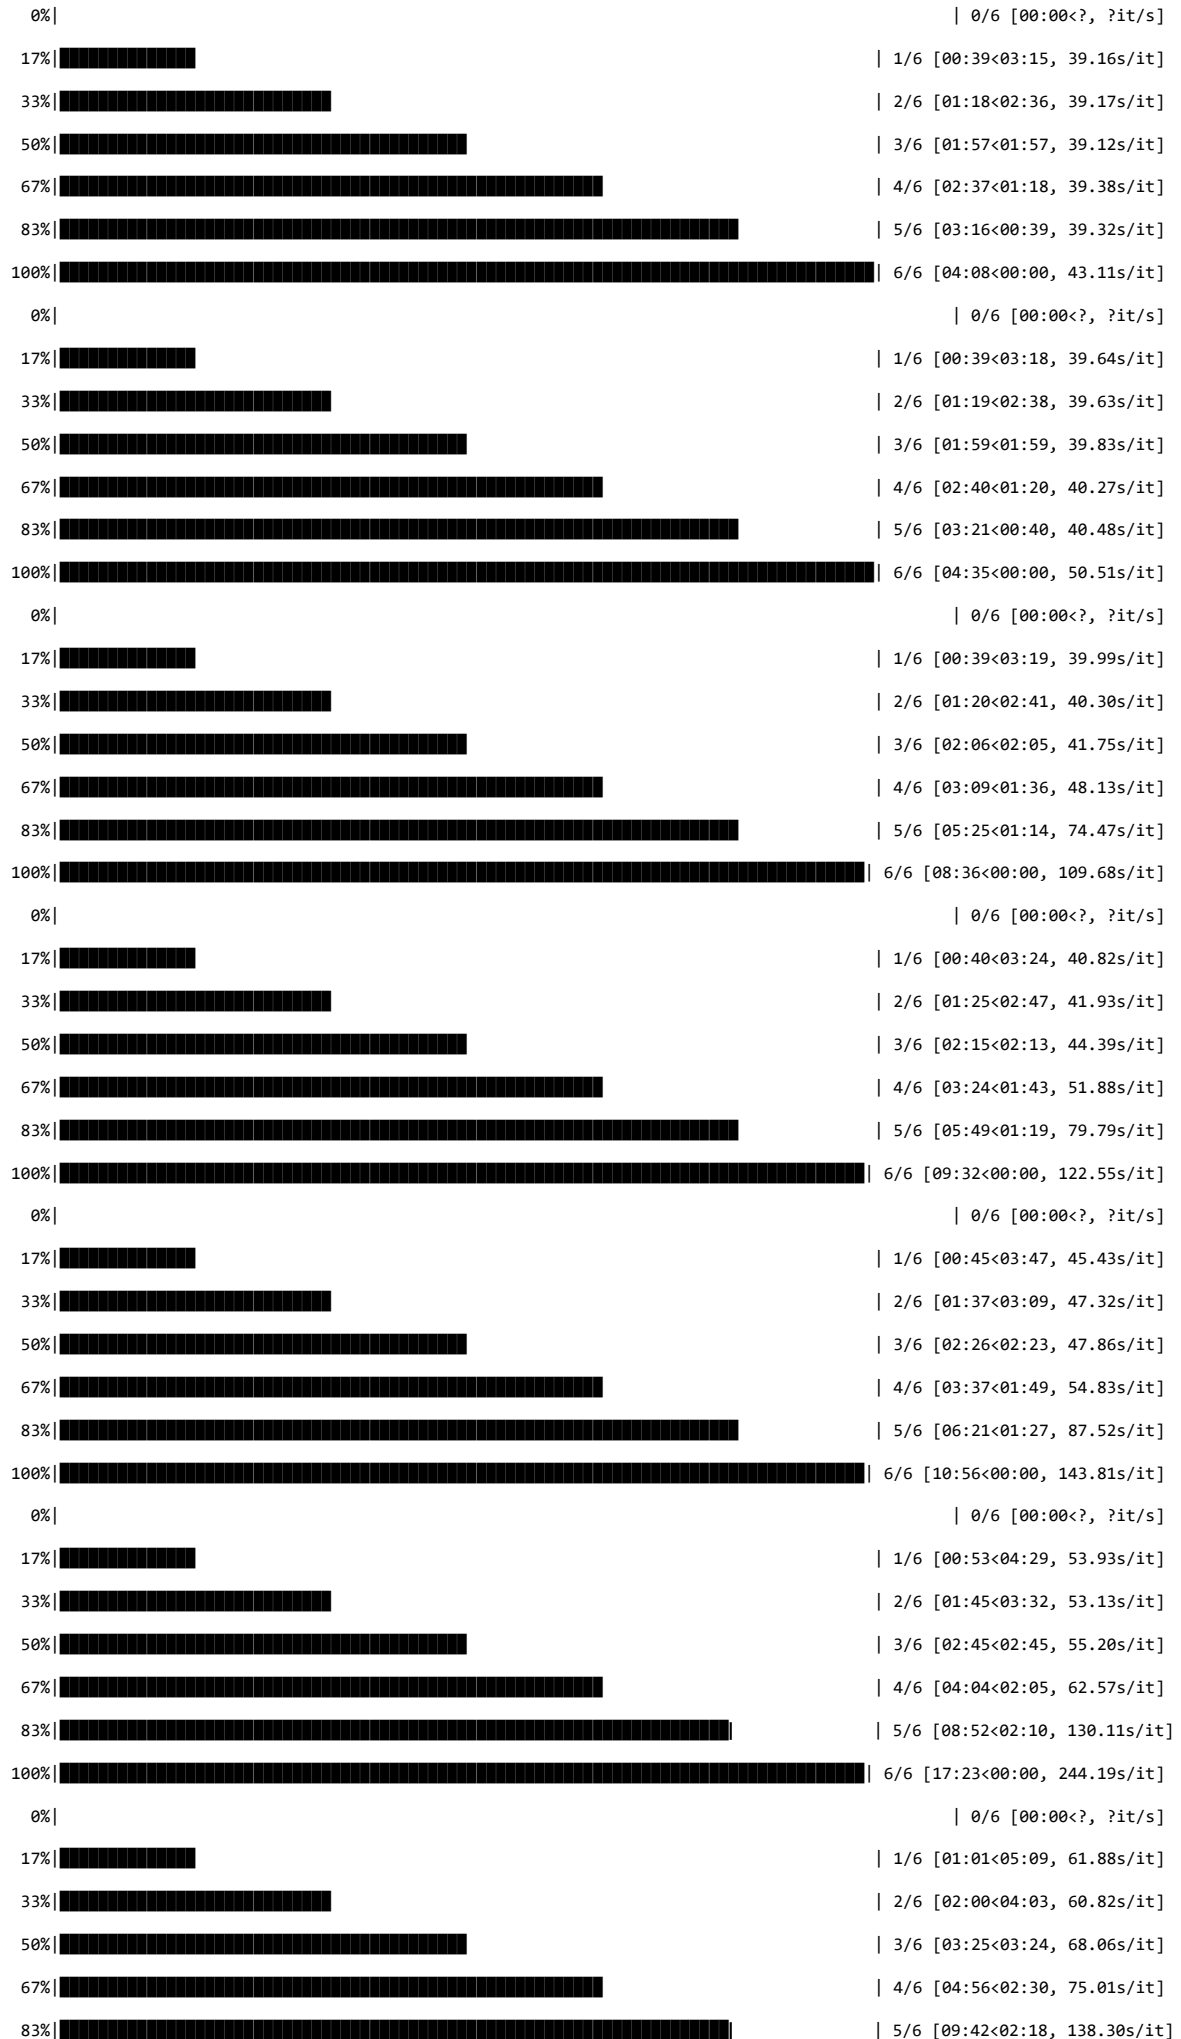 0%| | 0/6 [00:00<?, ?it/s]
17%|██████████████ | 1/6 [00:39<03:15, 39.16s/it]
33%|████████████████████████████ | 2/6 [01:18<02:36, 39.17s/it]
50%|██████████████████████████████████████████ | 3/6 [01:57<01:57, 39.12s/it]
67%|████████████████████████████████████████████████████████ | 4/6 [02:37<01:18, 39.38s/it]
83%|██████████████████████████████████████████████████████████████████████ | 5/6 [03:16<00:39, 39.32s/it]
100%|████████████████████████████████████████████████████████████████████████████████████| 6/6 [04:08<00:00, 43.11s/it]
0%| | 0/6 [00:00<?, ?it/s]
17%|██████████████ | 1/6 [00:39<03:18, 39.64s/it]
33%|████████████████████████████ | 2/6 [01:19<02:38, 39.63s/it]
50%|██████████████████████████████████████████ | 3/6 [01:59<01:59, 39.83s/it]
67%|████████████████████████████████████████████████████████ | 4/6 [02:40<01:20, 40.27s/it]
83%|██████████████████████████████████████████████████████████████████████ | 5/6 [03:21<00:40, 40.48s/it]
100%|████████████████████████████████████████████████████████████████████████████████████| 6/6 [04:35<00:00, 50.51s/it]
0%| | 0/6 [00:00<?, ?it/s]
17%|██████████████ | 1/6 [00:39<03:19, 39.99s/it]
33%|████████████████████████████ | 2/6 [01:20<02:41, 40.30s/it]
50%|██████████████████████████████████████████ | 3/6 [02:06<02:05, 41.75s/it]
67%|████████████████████████████████████████████████████████ | 4/6 [03:09<01:36, 48.13s/it]
83%|██████████████████████████████████████████████████████████████████████ | 5/6 [05:25<01:14, 74.47s/it]
100%|███████████████████████████████████████████████████████████████████████████████████| 6/6 [08:36<00:00, 109.68s/it]
0%| | 0/6 [00:00<?, ?it/s]
17%|██████████████ | 1/6 [00:40<03:24, 40.82s/it]
33%|████████████████████████████ | 2/6 [01:25<02:47, 41.93s/it]
50%|██████████████████████████████████████████ | 3/6 [02:15<02:13, 44.39s/it]
67%|████████████████████████████████████████████████████████ | 4/6 [03:24<01:43, 51.88s/it]
83%|██████████████████████████████████████████████████████████████████████ | 5/6 [05:49<01:19, 79.79s/it]
100%|███████████████████████████████████████████████████████████████████████████████████| 6/6 [09:32<00:00, 122.55s/it]
0%| | 0/6 [00:00<?, ?it/s]
17%|██████████████ | 1/6 [00:45<03:47, 45.43s/it]
33%|████████████████████████████ | 2/6 [01:37<03:09, 47.32s/it]
50%|██████████████████████████████████████████ | 3/6 [02:26<02:23, 47.86s/it]
67%|████████████████████████████████████████████████████████ | 4/6 [03:37<01:49, 54.83s/it]
83%|██████████████████████████████████████████████████████████████████████ | 5/6 [06:21<01:27, 87.52s/it]
100%|███████████████████████████████████████████████████████████████████████████████████| 6/6 [10:56<00:00, 143.81s/it]
0%| | 0/6 [00:00<?, ?it/s]
17%|██████████████ | 1/6 [00:53<04:29, 53.93s/it]
33%|████████████████████████████ | 2/6 [01:45<03:32, 53.13s/it]
50%|██████████████████████████████████████████ | 3/6 [02:45<02:45, 55.20s/it]
67%|████████████████████████████████████████████████████████ | 4/6 [04:04<02:05, 62.57s/it]
83%|█████████████████████████████████████████████████████████████████████▏ | 5/6 [08:52<02:10, 130.11s/it]
100%|███████████████████████████████████████████████████████████████████████████████████| 6/6 [17:23<00:00, 244.19s/it]
0%| | 0/6 [00:00<?, ?it/s]
17%|██████████████ | 1/6 [01:01<05:09, 61.88s/it]
33%|████████████████████████████ | 2/6 [02:00<04:03, 60.82s/it]
50%|██████████████████████████████████████████ | 3/6 [03:25<03:24, 68.06s/it]
67%|████████████████████████████████████████████████████████ | 4/6 [04:56<02:30, 75.01s/it]
83%|█████████████████████████████████████████████████████████████████████▏ | 5/6 [09:42<02:18, 138.30s/it]